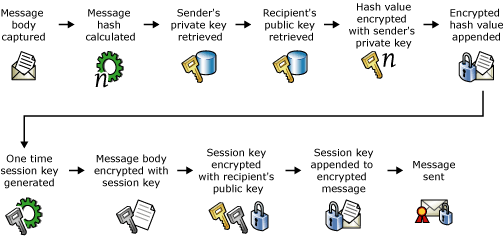 Message
body
captured
Message
hash
calculated
Sender's
private key
retrieved
Recipient's
public key
retrieved
Hash value
encrypted
with sender's
private key
Encrypted
hash value
appended
n
n
One time
session key
generated
Message body
encrypted with
session key
Session key
encrypted
with recipient's
public key
Session key
appended to
encrypted
message
Message
sent